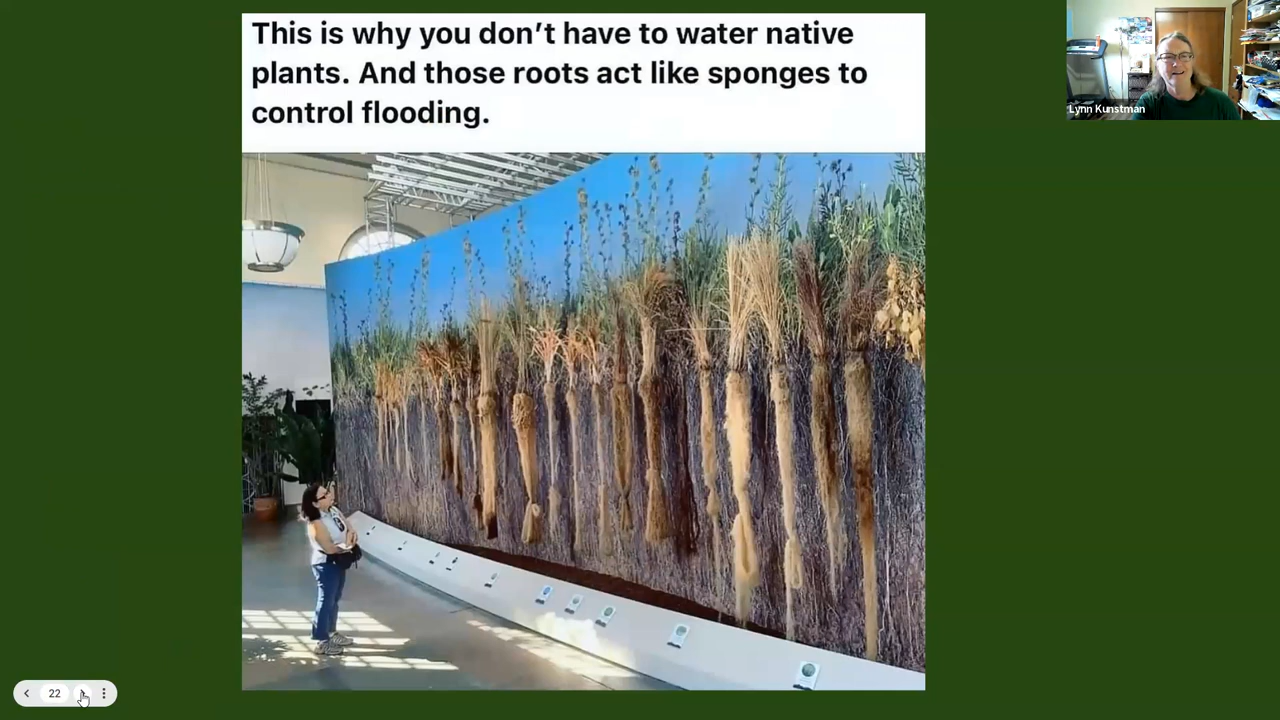 This is why you don’t have to water native
plants. And those roots act like sponges to
control flooding.
Lynn Kunstman
22